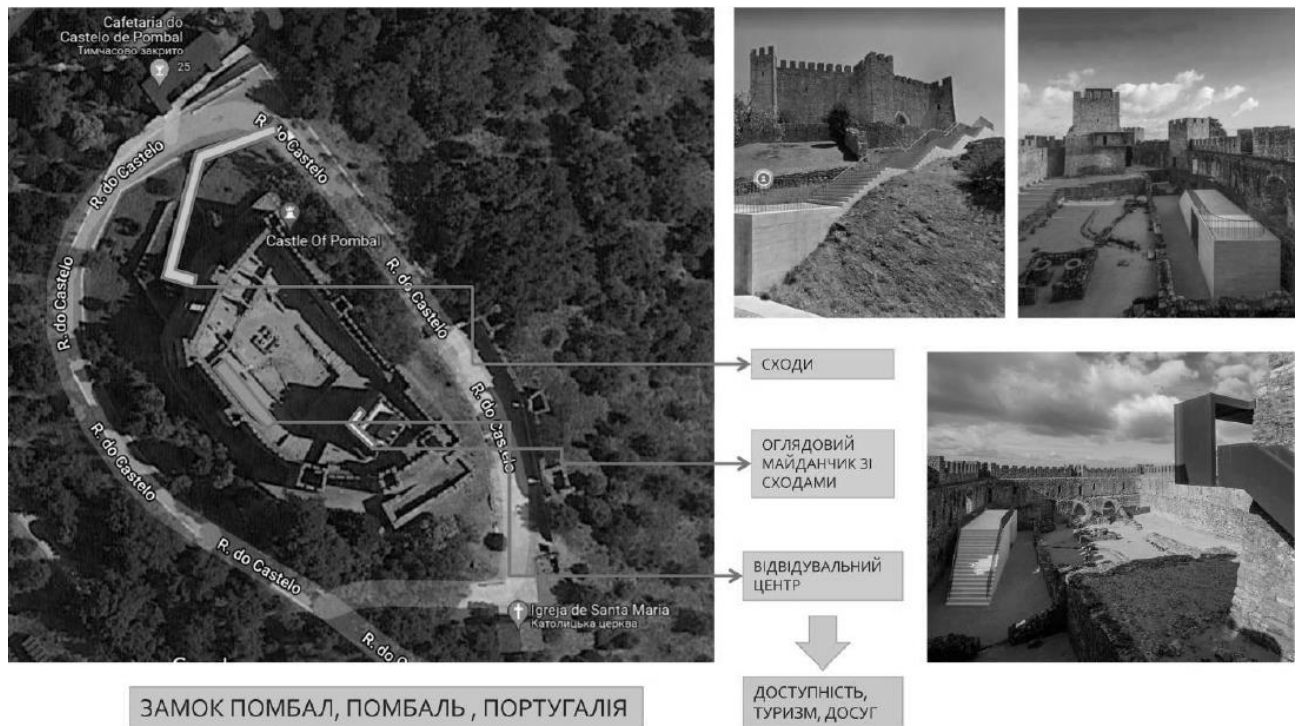 Cafetaria do
Castelo de Pombal
Тимчасово закрито
25
R. do Castelo
R. do Castelo
R. do Castelo
Castle Of Pombal
R. do Castelo
R. do Castelo
R. do Castelo
R. do Castelo
R. do Castelo
Igreja de Santa Maria
Католицька церква
СХОДИ
ОГЛЯДОВИЙ
МАЙДАНЧИК ЗІ
СХОДАМИ
ВІДВІДУВАЛЬНИЙ
ЦЕНТР
ДОСТУПНІСТЬ,
ТУРИЗМ, ДОСУГ
ЗАМОК ПОМБАЛ, ПОМБАЛЬ , ПОРТУГАЛІЯ